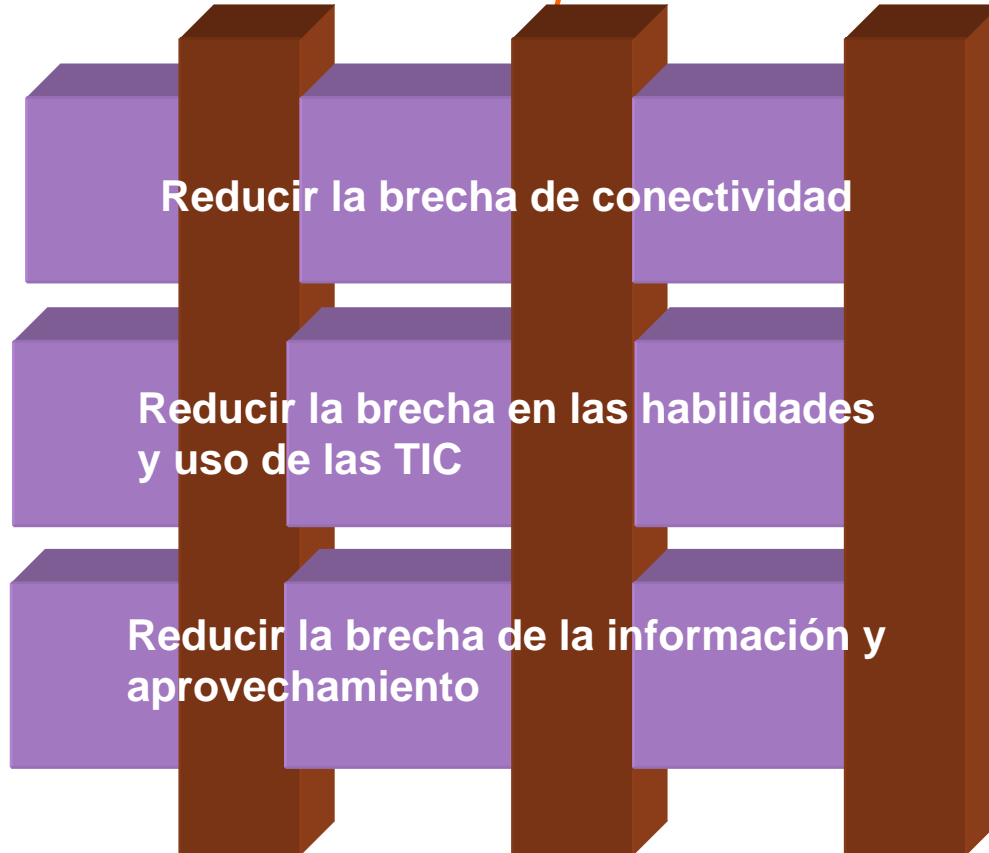 Reducir la brecha de conectividad
Reducir la brecha en las habilidades
y uso de las TIC
Reducir la brecha de la información y
aprovechamiento